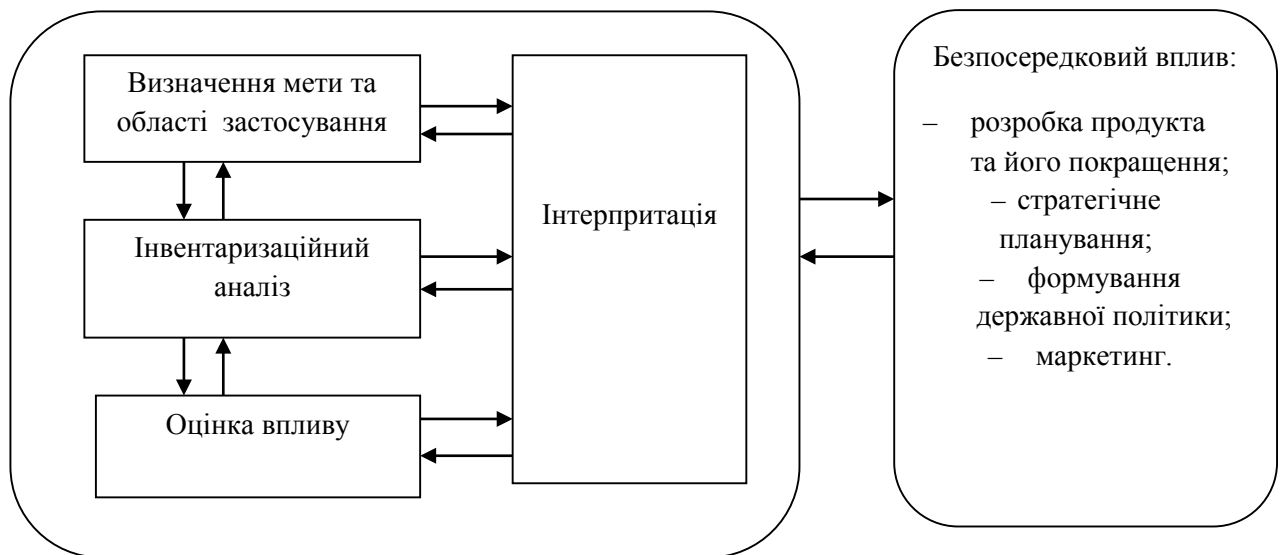 Визначення мети та
області застосування
Інвентаризаційний
аналіз
Оцінка впливу
Інтерпритація
Безпосередковий вплив:
– розробка продукта
та його покращення;
– стратегічне
планування;
– формування
державної політики;
– маркетинг.